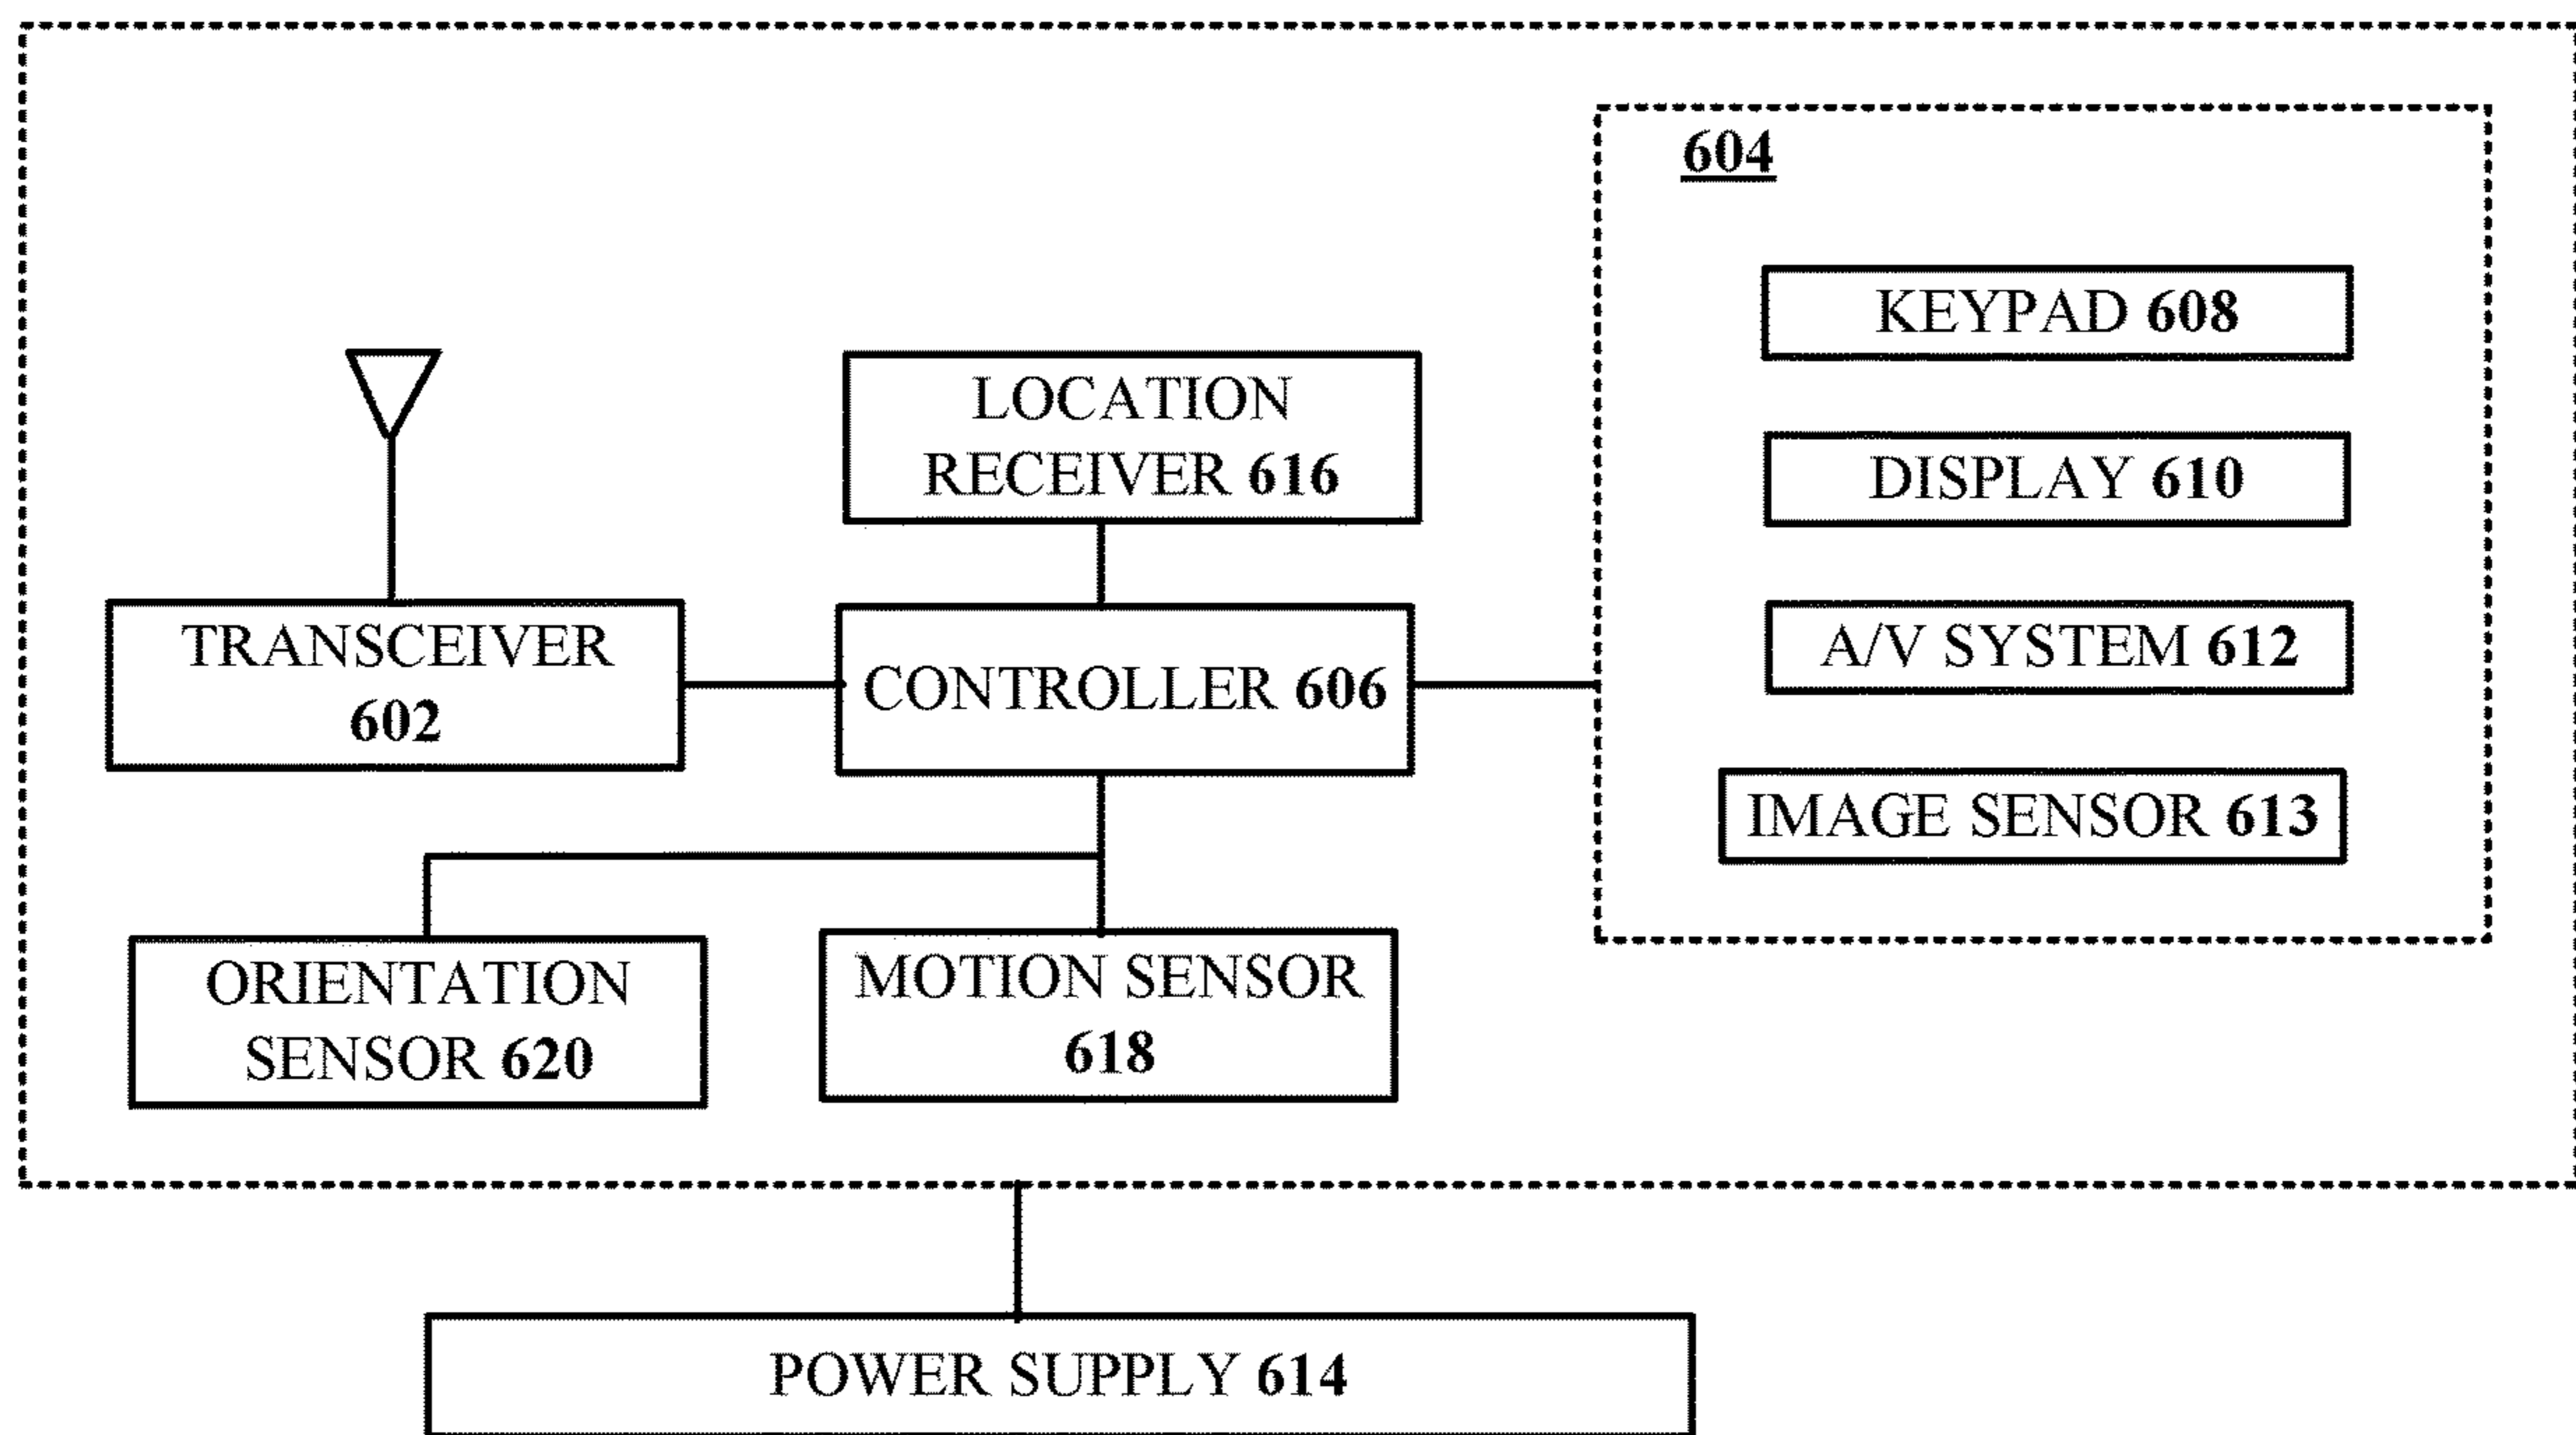 604
KEYPAD 608
LOCATION
RECEIVER 616
DISPLAY 610
TRANSCEIVER
602
CONTROLLER 606
A/V SYSTEM 612
IMAGE SENSOR 613
ORIENTATION
SENSOR 620
MOTION SENSOR
618
POWER SUPPLY 614